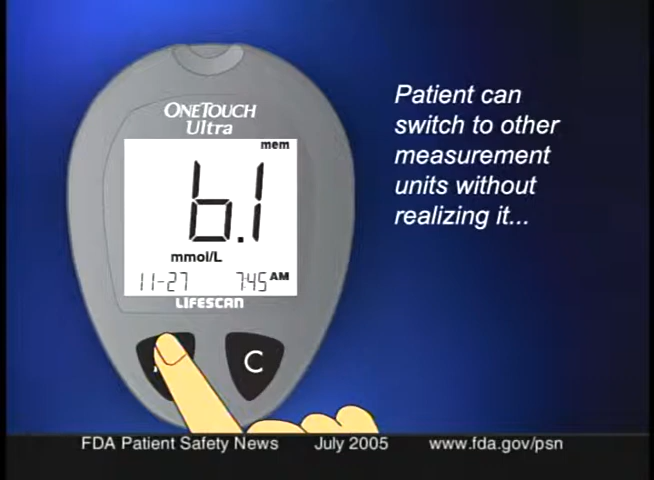 ONETOUCH
Ultra
mem
6.1
mmol/L
11-27 7:45 AM
LIFESCAN
C
Patient can
switch to other
measurement
units without
realizing it...
FDA Patient Safety News July 2005 www.fda.gov/psn